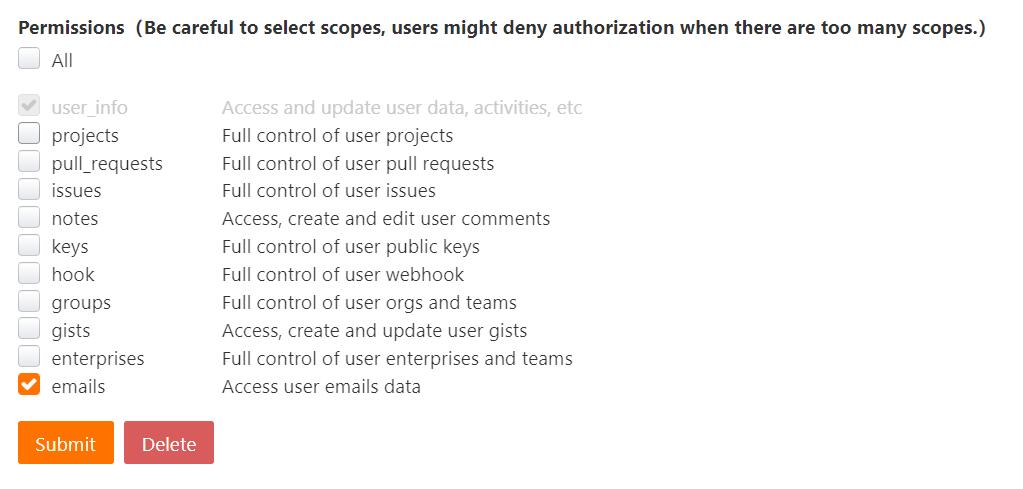 Permissions (Be careful to select scopes, users might deny authorization when there are too many scopes.)
All
user_info Access and update user data, activities, etc
projects Full control of user projects
pull_requests Full control of user pull requests
issues Full control of user issues
notes Access, create and edit user comments
keys Full control of user public keys
hook Full control of user webhook
groups Full control of user orgs and teams
gists Access, create and update user gists
enterprises Full control of user enterprises and teams
emails Access user emails data
Submit Delete